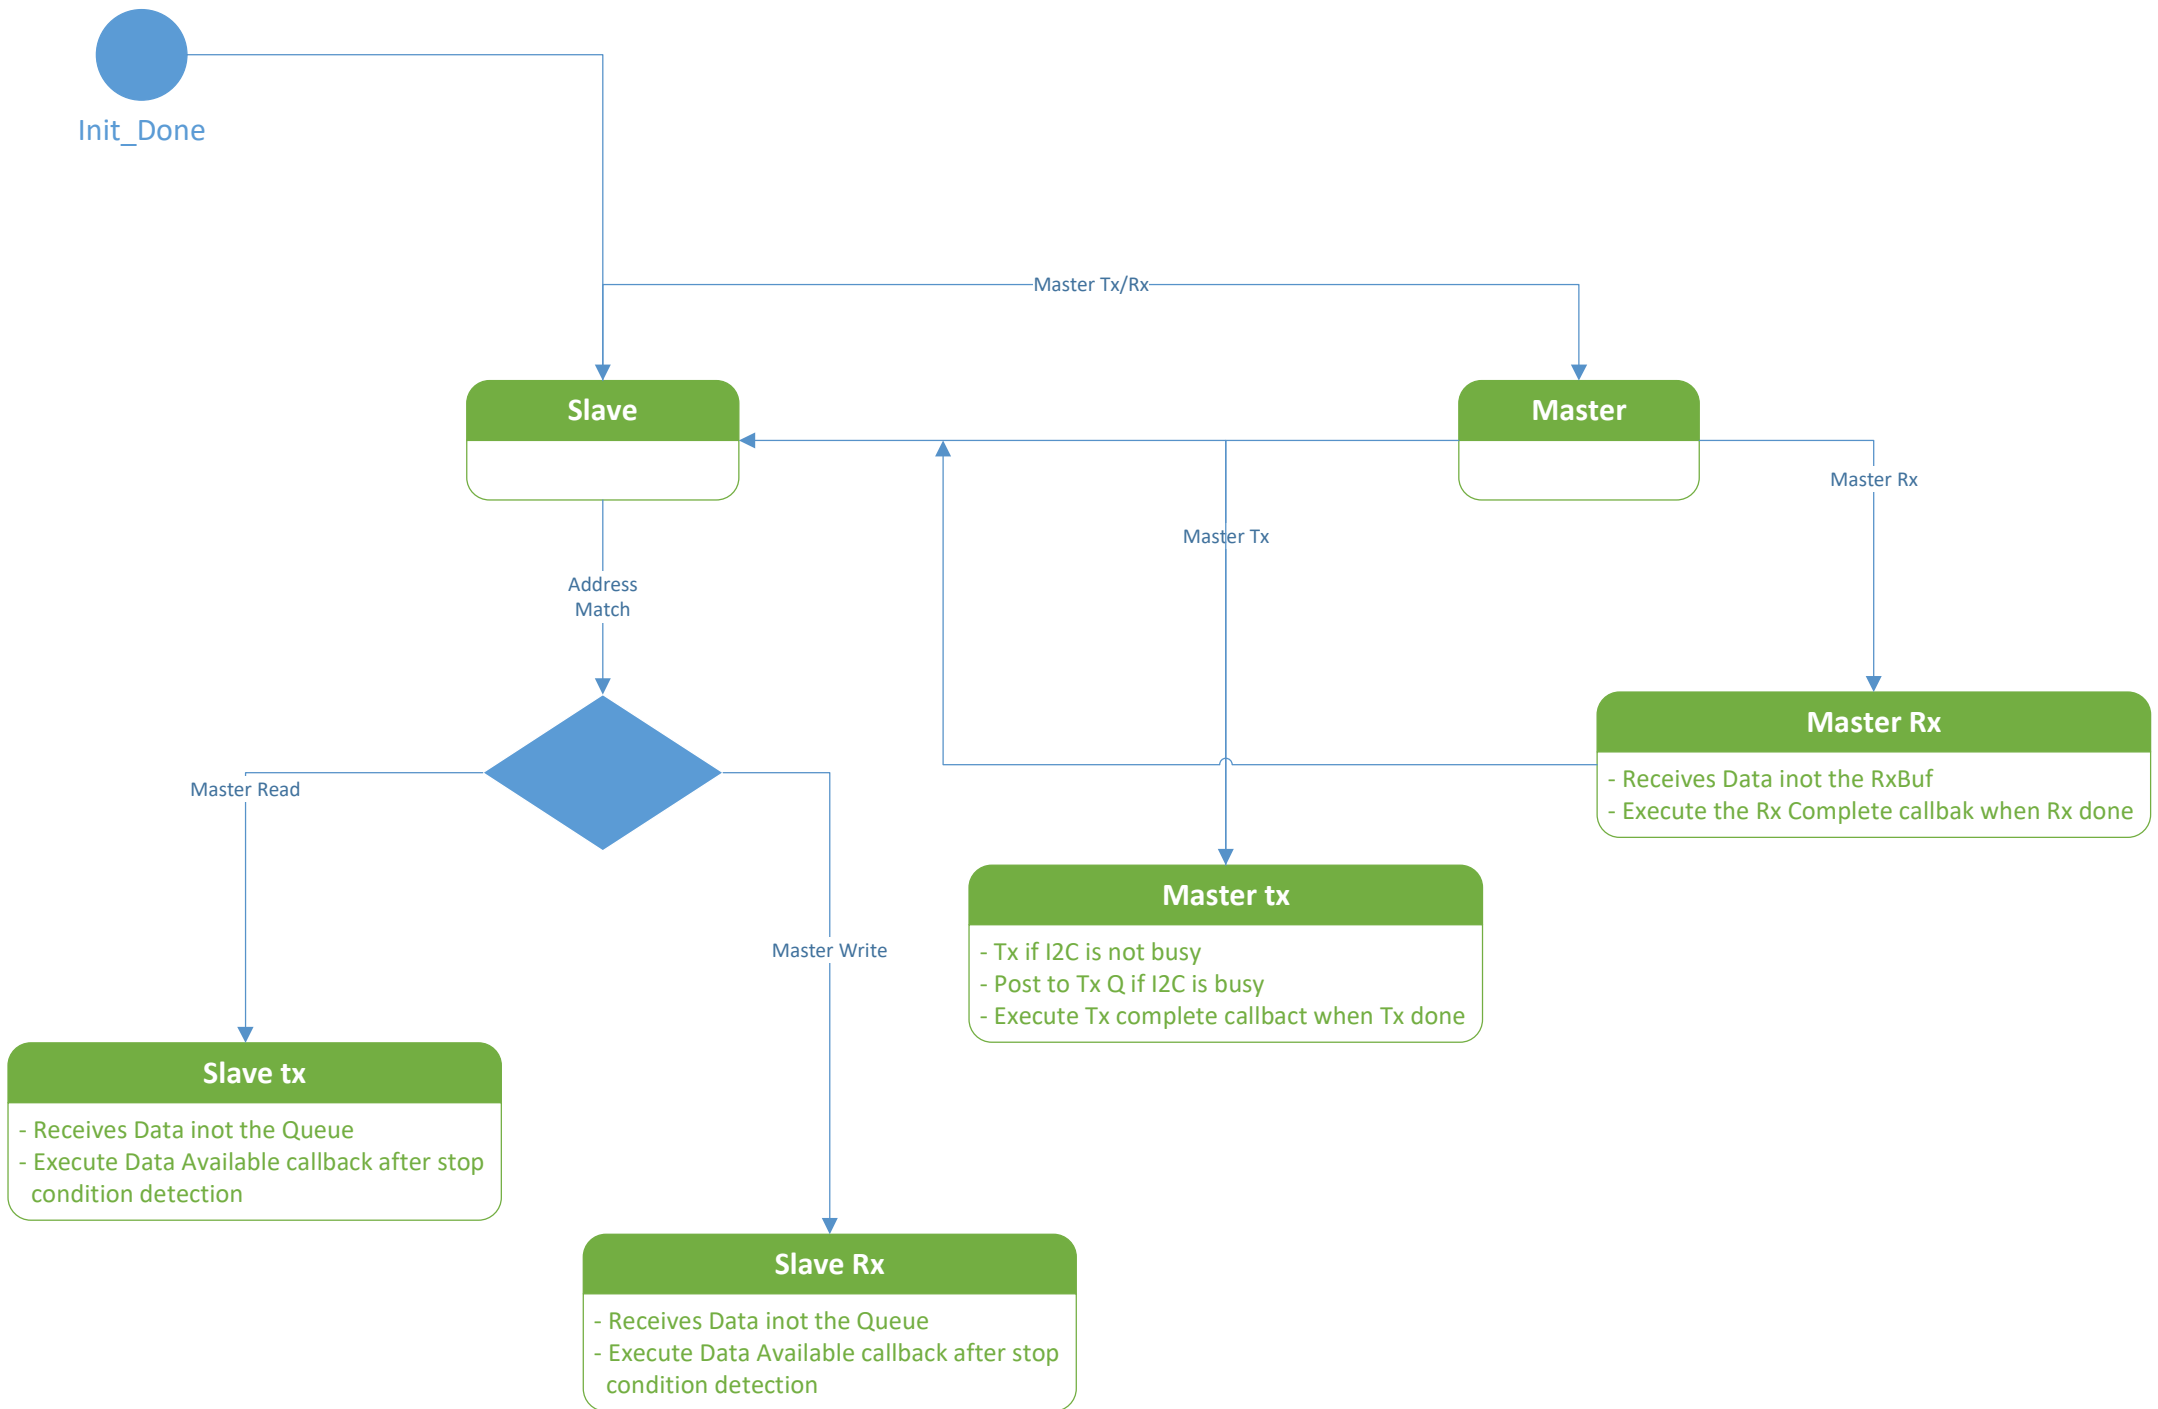 Init_Done
Master Tx/Rx
Slave
Master
Master Rx
Master Tx
Address
Match
Master Rx
- Receives Data inot the RxBuf
- Execute the Rx Complete callbak when Rx done
Master Read
Master tx
- Tx if I2C is not busy
- Post to Tx Q if I2C is busy
- Execute Tx complete callbact when Tx done
Master Write
Slave tx
- Receives Data inot the Queue
- Execute Data Available callback after stop
condition detection
Slave Rx
- Receives Data inot the Queue
- Execute Data Available callback after stop
condition detection